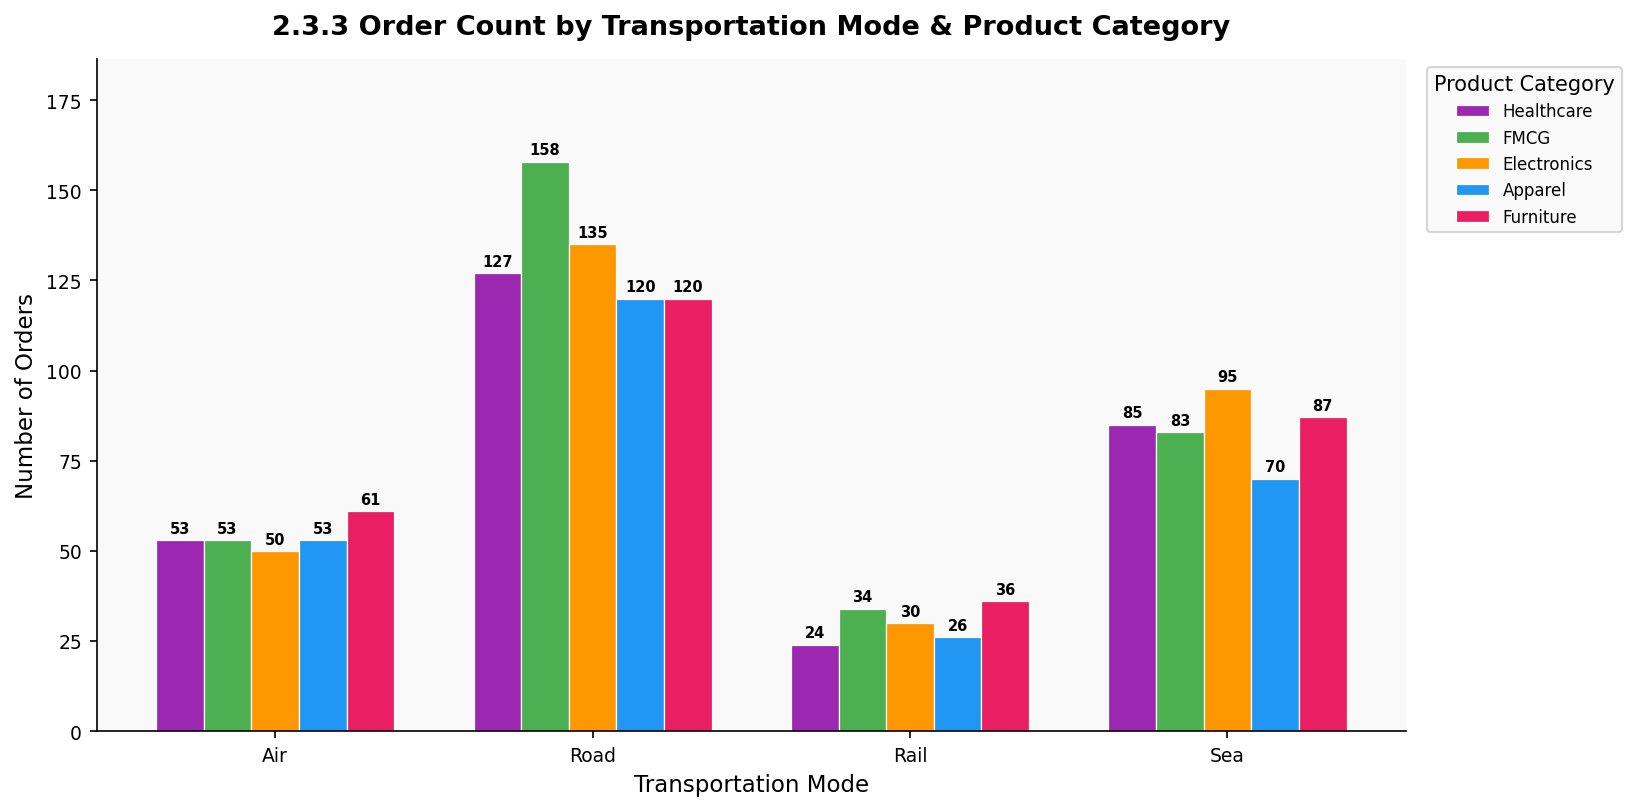 2.3.3 Order Count by Transportation Mode & Product Category
Product Category
Healthcare
FMCG
Electronics
Apparel
Furniture
Number of Orders
175
150
125
100
75
50
25
0
53
53
50
53
61
127
158
135
120
120
24
34
30
26
36
85
83
95
70
87
Air
Road
Rail
Sea
Transportation Mode